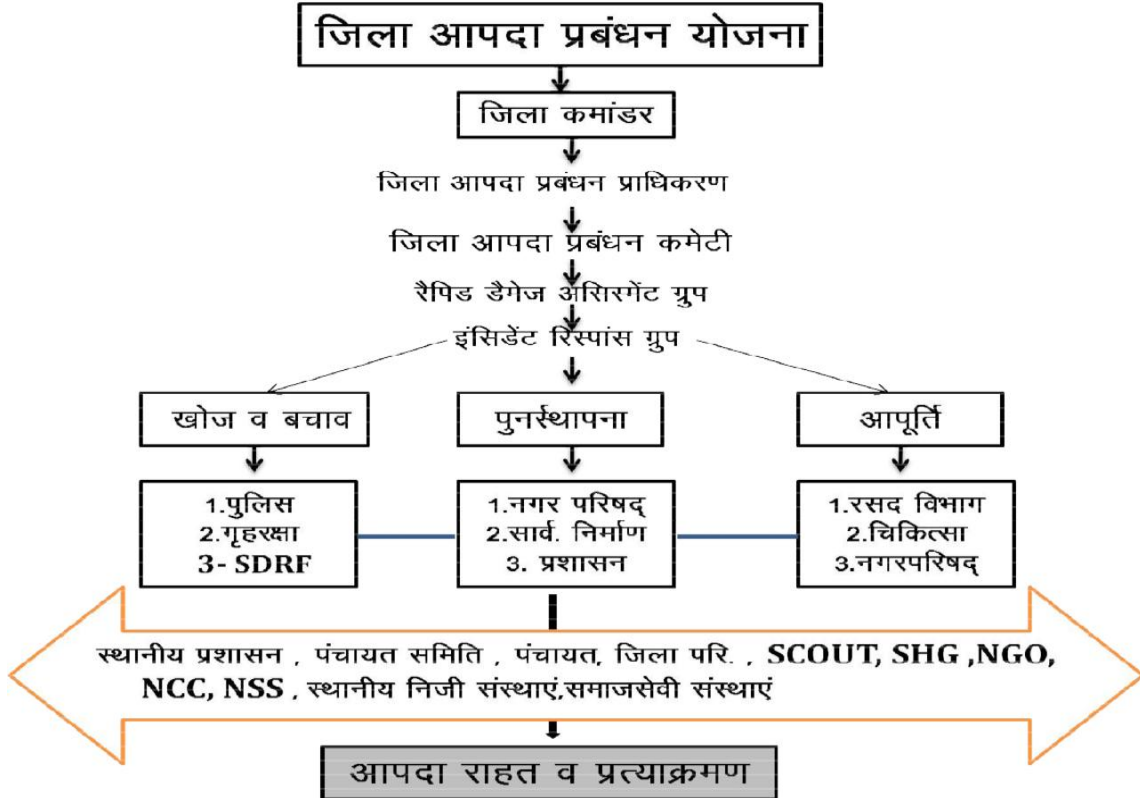 जिला आपदा प्रबंधन योजना
जिला कमांडर
जिला आपदा प्रबंधन प्राधिकरण
जिला आपदा प्रबंधन कमेटी
रैपिड डैगेज असिरगेंट ग्रुप
इंसिडेंट रिस्पांस ग्रुप
खोज व बचाव
1.पुलिस
2.गृहरक्षा
3- SDRF
पुनर्स्थापना
1.नगर परिषद्
2.सार्व. निर्माण
3. प्रशासन
आपूर्ति
1.रसद विभाग
2.चिकित्सा
3.नगरपरिषद्
स्थानीय प्रशासन , पंचायत समिति , पंचायत, जिला परि. , SCOUT, SHG ,NGO,
NCC, NSS , स्थानीय निजी संस्थाएं,समाजसेवी संस्थाएं
आपदा राहत व प्रत्याक्रमण